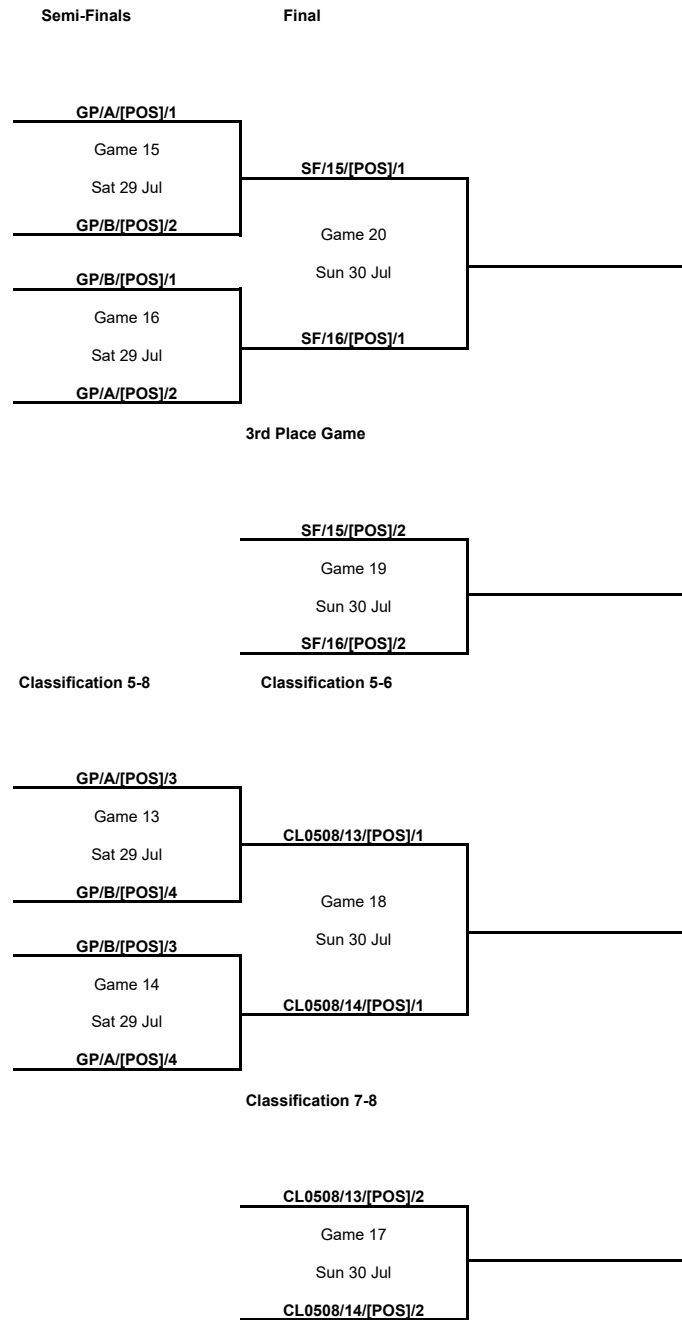 Semi-Finals Final
GP/A/[POS]/1
Game 15
SF/15/[POS]/1
Sat 29 Jul
GP/B/[POS]/2
Game 20
Sun 30 Jul
GP/B/[POS]/1
Game 16
SF/16/[POS]/1
Sat 29 Jul
GP/A/[POS]/2
3rd Place Game
SF/15/[POS]/2
Game 19
Sun 30 Jul
SF/16/[POS]/2
Classification 5-8 Classification 5-6
GP/A/[POS]/3
Game 13
CL0508/13/[POS]/1
Sat 29 Jul
GP/B/[POS]/4
Game 18
Sun 30 Jul
GP/B/[POS]/3
Game 14
CL0508/14/[POS]/1
Sat 29 Jul
GP/A/[POS]/4
Classification 7-8
CL0508/13/[POS]/2
Game 17
Sun 30 Jul
CL0508/14/[POS]/2